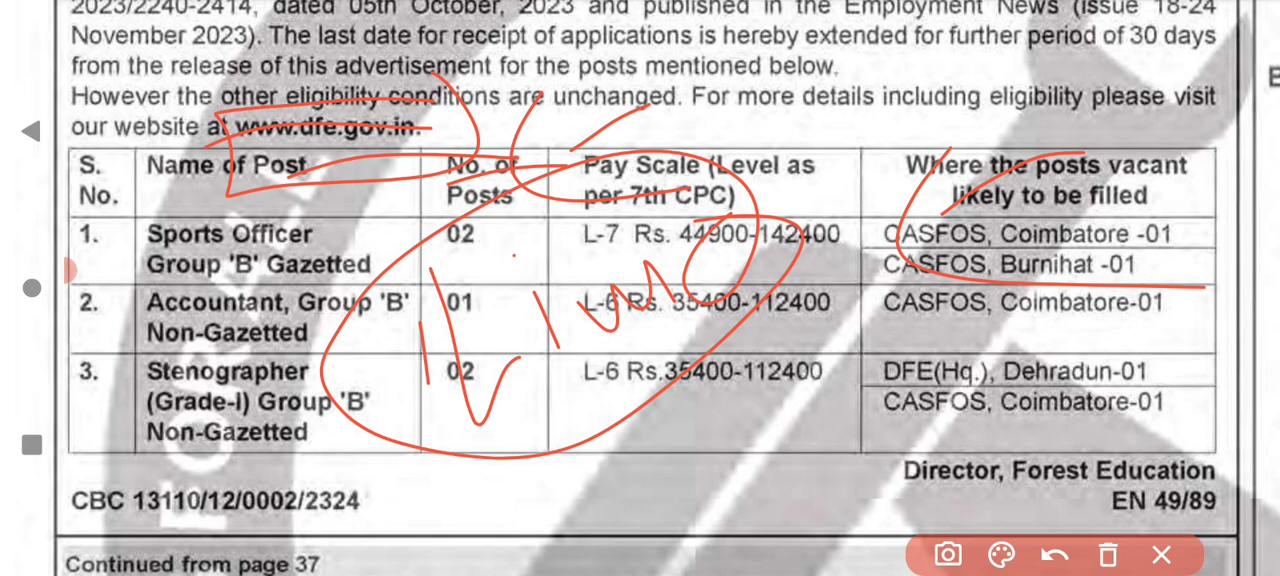 2023/2240-2414, dated 05th October, 2023 and published in the Employment News (Issue 18-24
November 2023). The last date for receipt of applications is hereby extended for further period of 30 days
from the release of this advertisement for the posts mentioned below.
However the other eligibility conditions are unchanged. For more details including eligibility please visit
our website at www.dfe.gov.in.
S. No. Name of Post No. of Posts Pay Scale (Level as per 7th CPC) Where the posts vacant likely to be filled
1. Sports Officer Group 'B' Gazetted 02 L-7 Rs. 44900-142400 CASFOS, Coimbatore -01
CASFOS, Burnihat -01
2. Accountant, Group 'B' Non-Gazetted 01 L-6 Rs. 35400-112400 CASFOS, Coimbatore-01
3. Stenographer (Grade-I) Group 'B' Non-Gazetted 02 L-6 Rs.35400-112400 DFE(Hq.), Dehradun-01
CASFOS, Coimbatore-01
Director, Forest Education
CBC 13110/12/0002/2324 EN 49/89
Continued from page 37